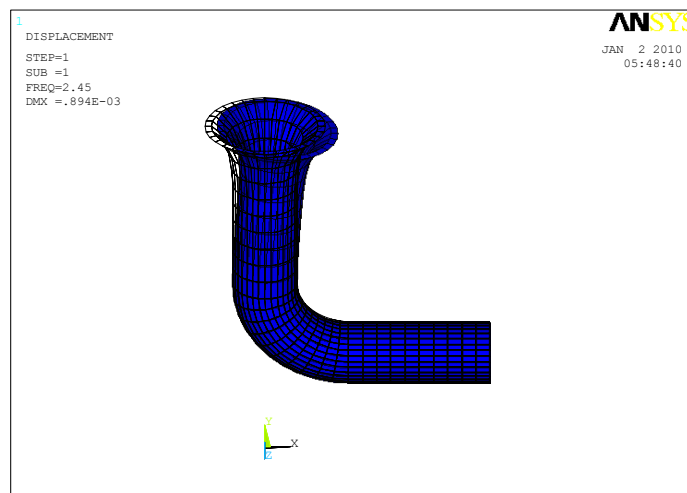 1
DISPLACEMENT
STEP=1
SUB =1
FREQ=2.45
DMX =.894E-03
ANSYS
JAN 2 2010
05:48:40
Y
X
Z